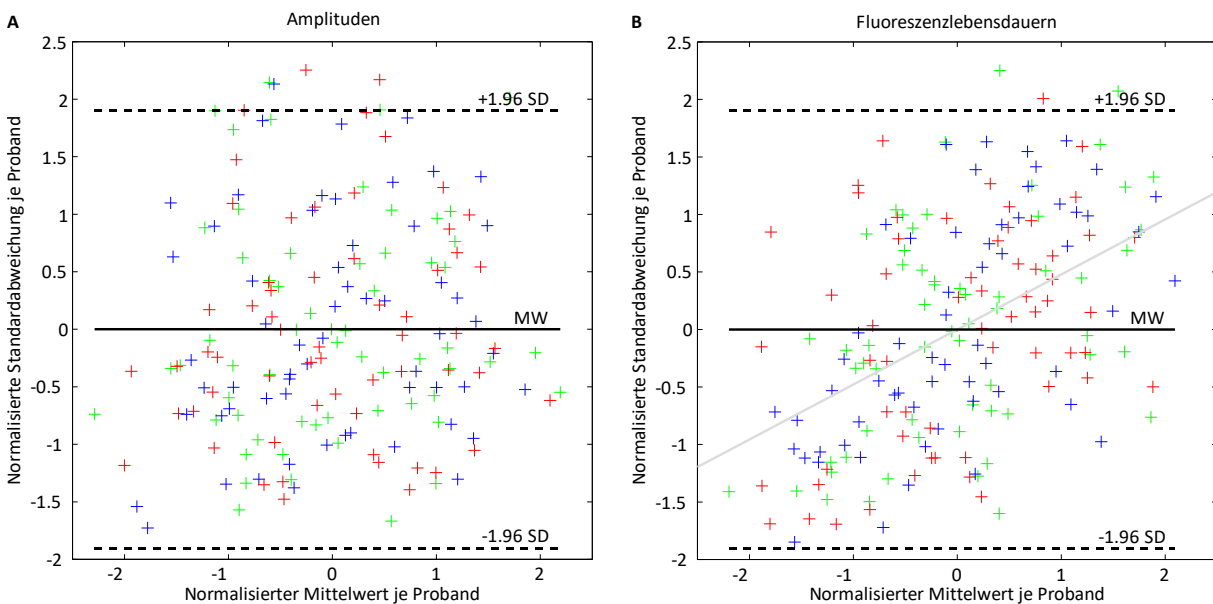 A
Amplituden
Normalisierte Standardabweichung je Proband
2.5
2
1.5
1
0.5
0
-0.5
-1
-1.5
-2
+1.96 SD
MW
-1.96 SD
-2
-1
0
1
2
Normalisierter Mittelwert je Proband
B
Fluoreszenzlebensdauern
Normalisierte Standardabweichung je Proband
2.5
2
1.5
1
0.5
0
-0.5
-1
-1.5
-2
+1.96 SD
MW
-1.96 SD
-2
-1
0
1
2
Normalisierter Mittelwert je Proband